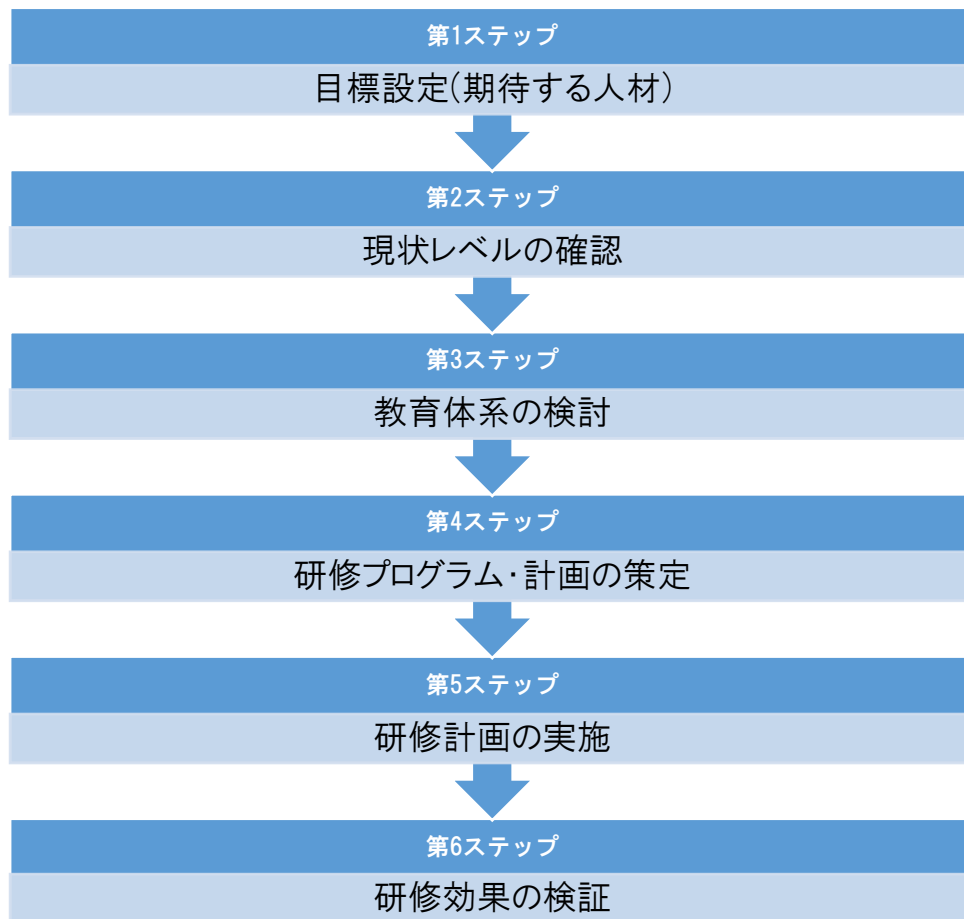 第1ステップ
目標設定(期待する人材)
第2ステップ
現状レベルの確認
第3ステップ
教育体系の検討
第4ステップ
研修プログラム・計画の策定
第5ステップ
研修計画の実施
第6ステップ
研修効果の検証